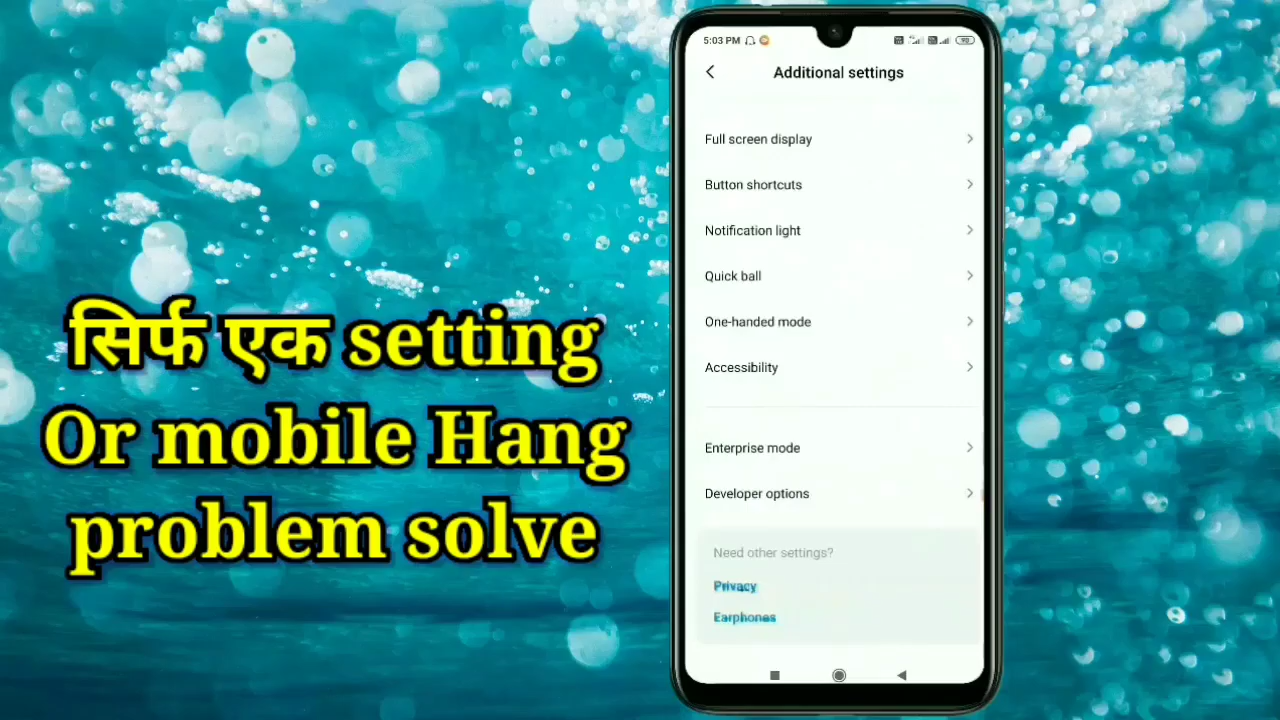 सिर्फ एक setting
Or mobile Hang
problem solve
5:03 PM
Additional settings
Full screen display
Button shortcuts
Notification light
Quick ball
One-handed mode
Accessibility
Enterprise mode
Developer options
Need other settings?
Privacy
Earphones